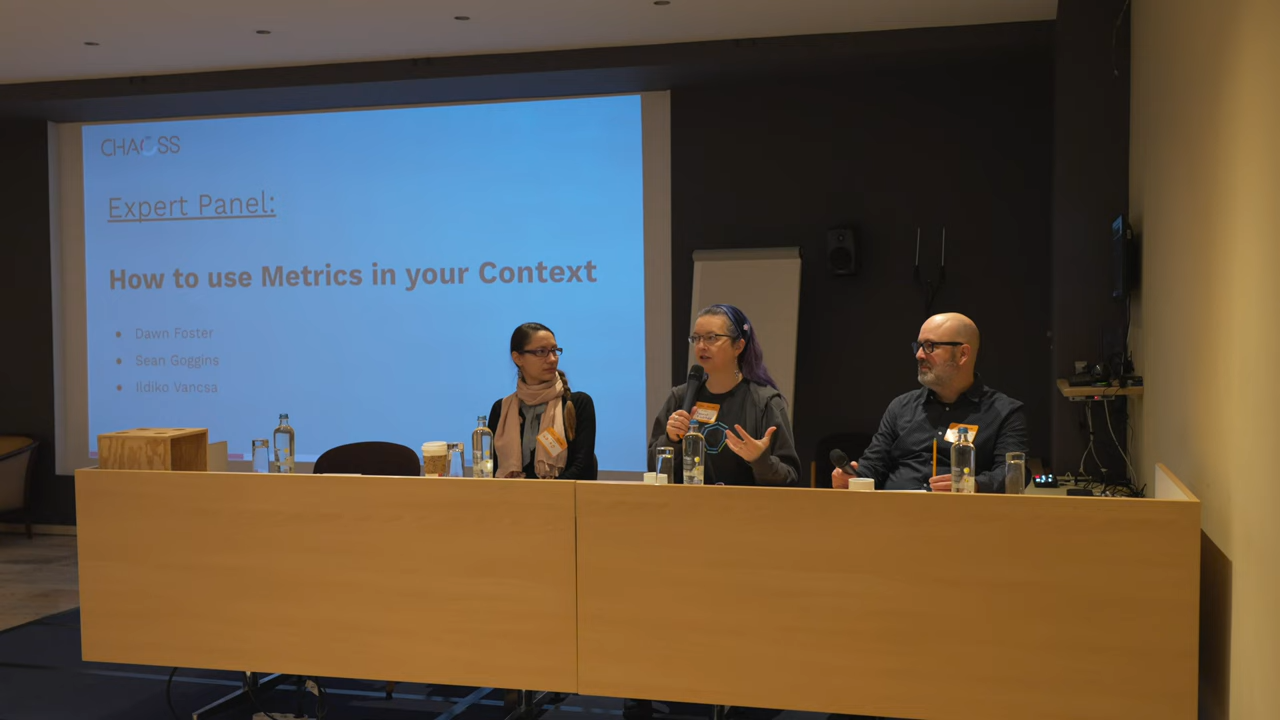 CHAOSS
Expert Panel:
How to use Metrics in your Context
Dawn Foster
Sean Goggins
Ildiko Vancsa